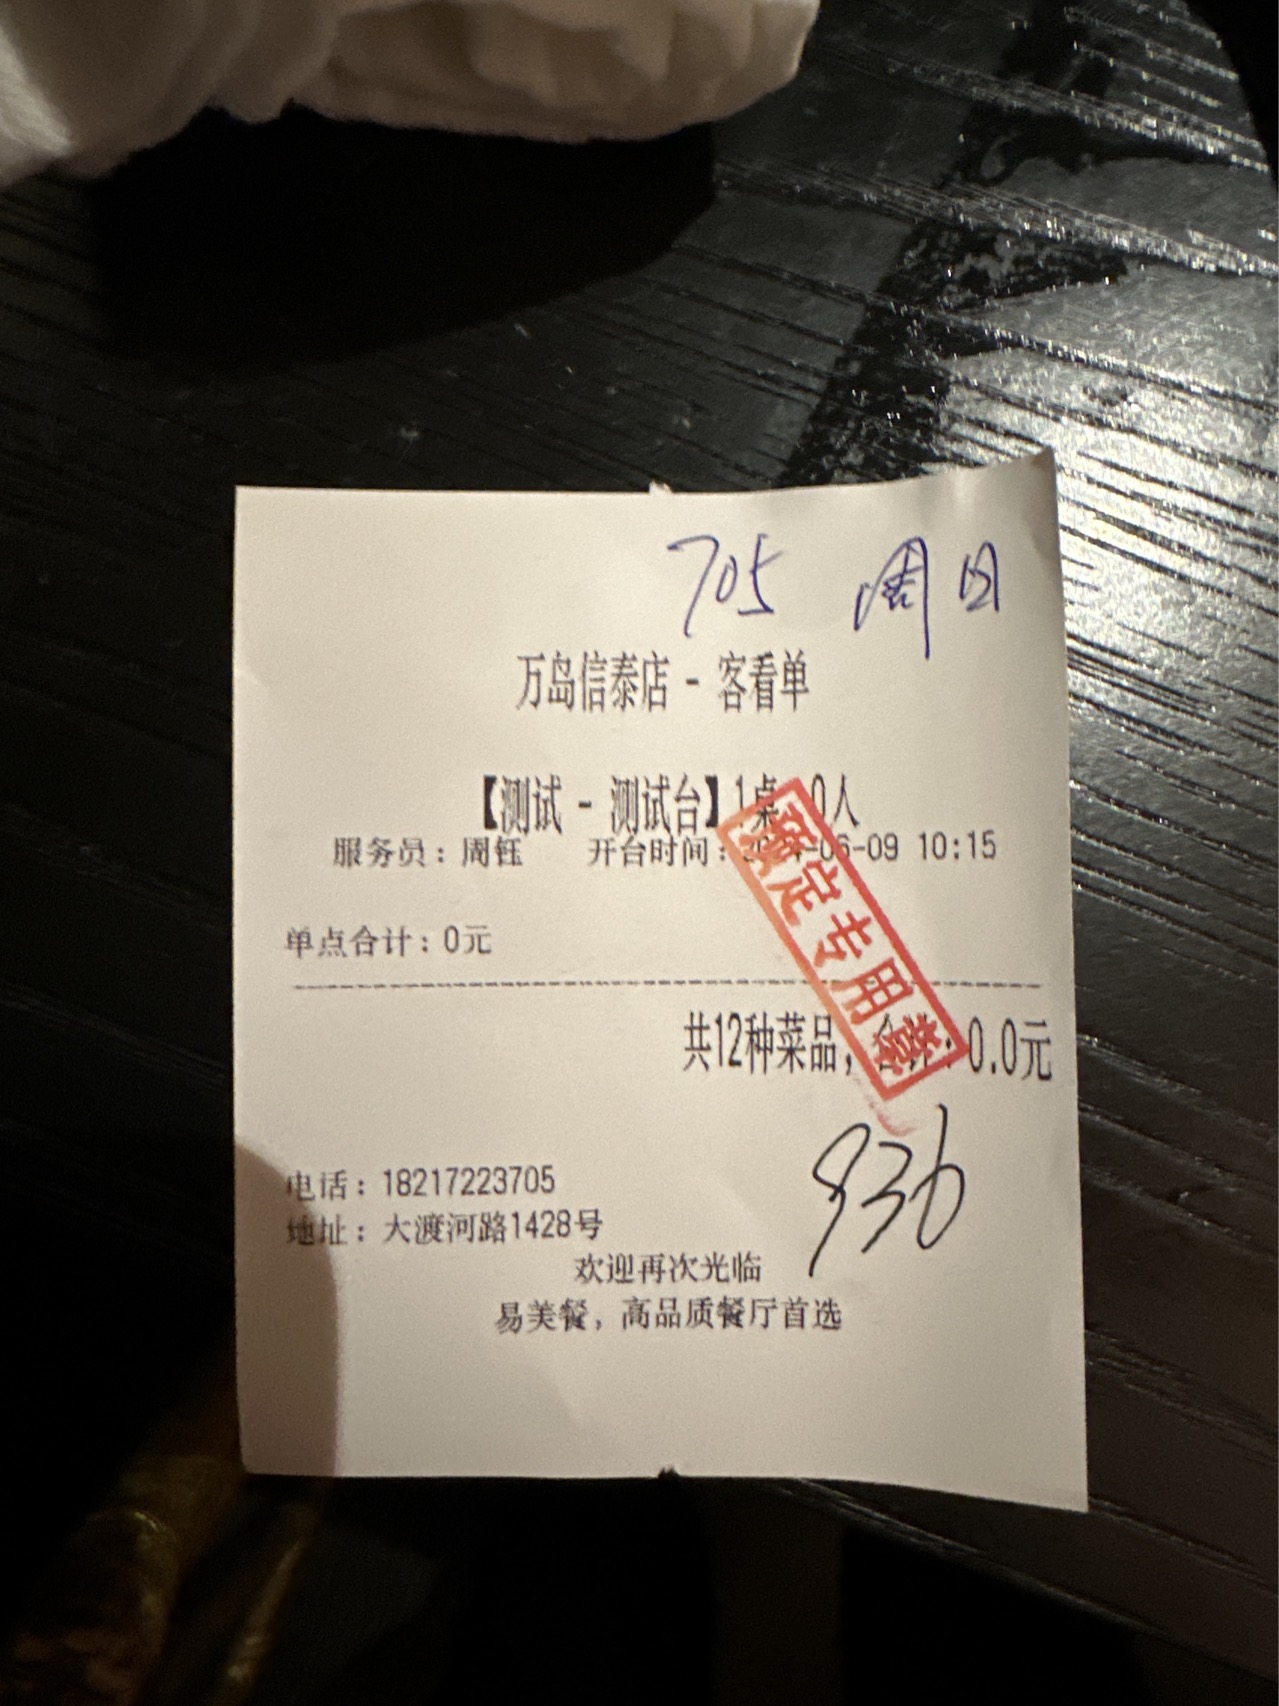 705 周日
万岛信泰店 - 客看单
【测试 - 测试台】1桌 0人
服务员：周钰 开台时间：2024-06-09 10:15
单点合计：0元
预定专用章
共12种菜品，合计：0.0元
936
电话：18217223705
地址：大渡河路1428号
欢迎再次光临
易美餐，高品质餐厅首选